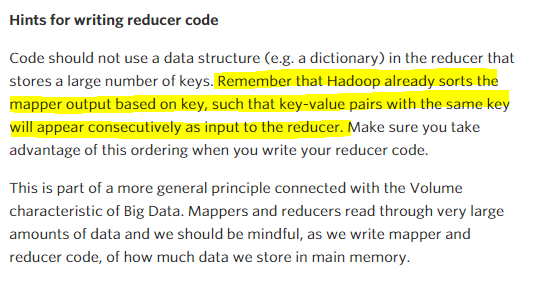 Hints for writing reducer code
Code should not use a data structure (e.g. a dictionary) in the reducer that
stores a large number of keys. Remember that Hadoop already sorts the
mapper output based on key, such that key-value pairs with the same key
will appear consecutively as input to the reducer. Make sure you take
advantage of this ordering when you write your reducer code.
This is part of a more general principle connected with the Volume
characteristic of Big Data. Mappers and reducers read through very large
amounts of data and we should be mindful, as we write mapper and
reducer code, of how much data we store in main memory.